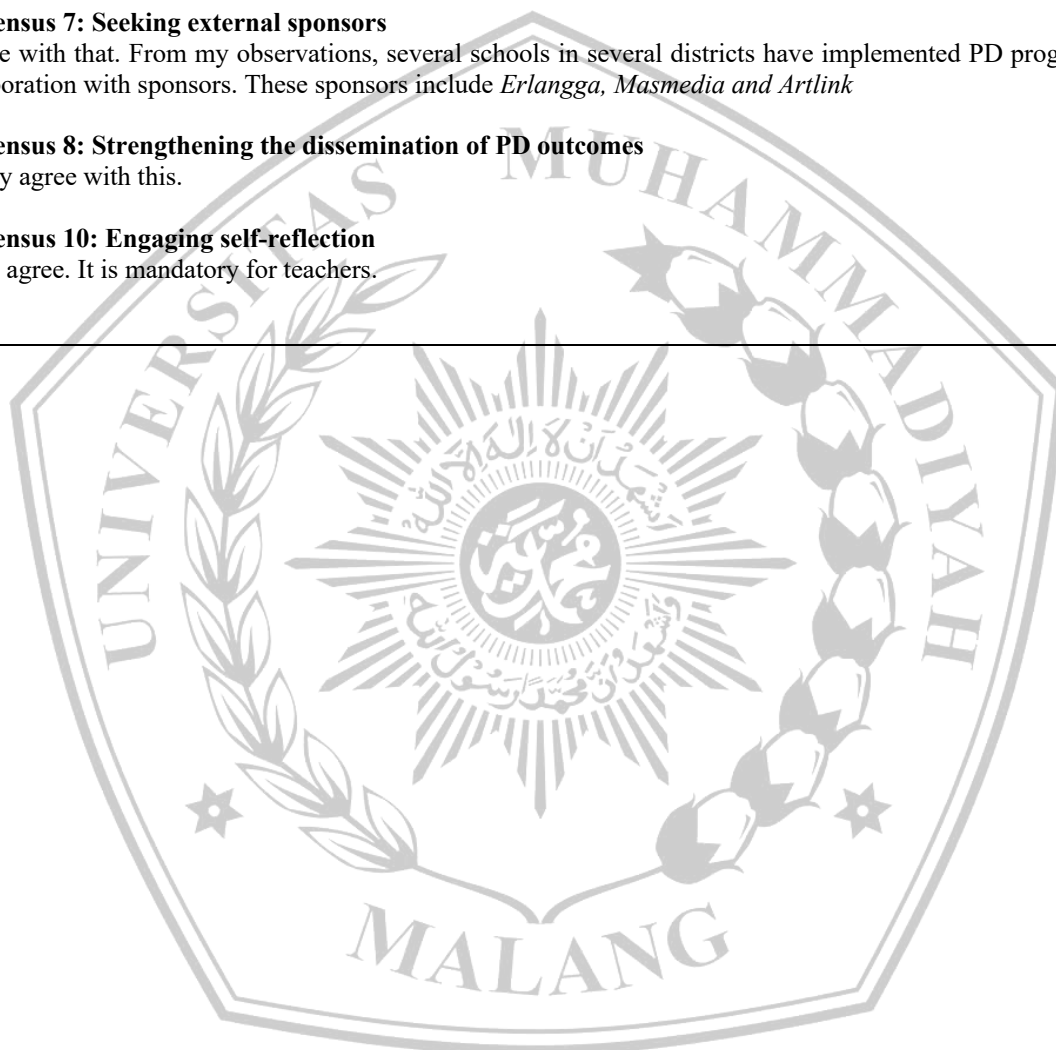 ensus 7: Seeking external sponsors
e with that. From my observations, several schools in several districts have implemented PD prog
oration with sponsors. These sponsors include Erlangga, Masmedia and Artlink
ensus 8: Strengthening the dissemination of PD outcomes
y agree with this.
ensus 10: Engaging self-reflection
agree. It is mandatory for teachers.
UNIVERSITAS MUHAMMADIYAH
MALANG